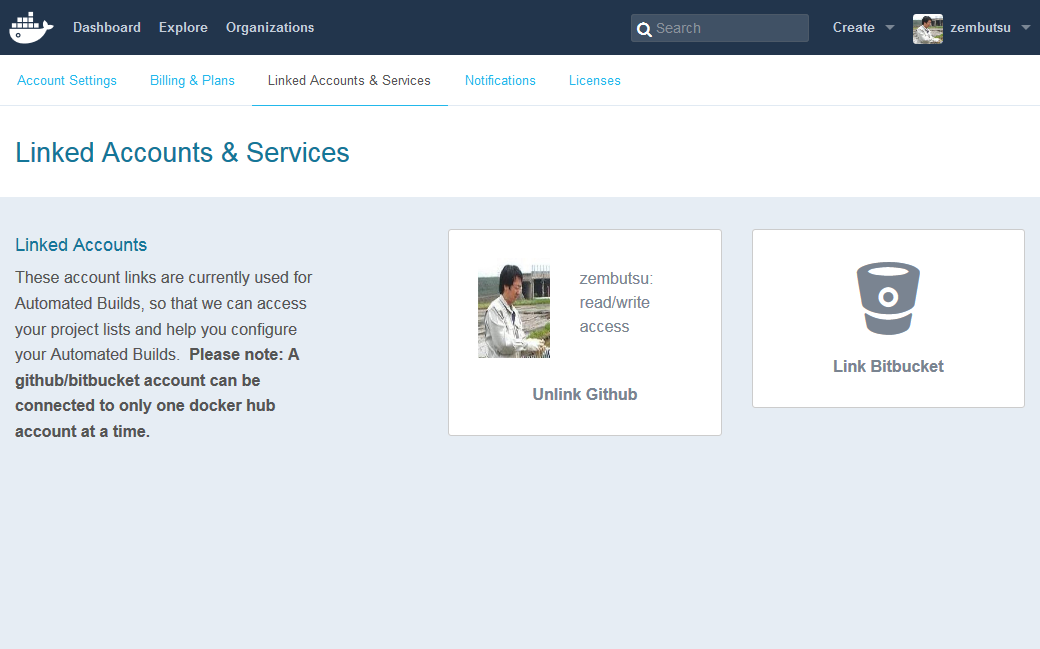 Dashboard Explore Organizations Search Create zembutsu
Account Settings Billing & Plans Linked Accounts & Services Notifications Licenses
Linked Accounts & Services
Linked Accounts
These account links are currently used for
Automated Builds, so that we can access
your project lists and help you configure
your Automated Builds. Please note: A
github/bitbucket account can be
connected to only one docker hub
account at a time.
zembutsu:
read/write
access
Unlink Github
Link Bitbucket